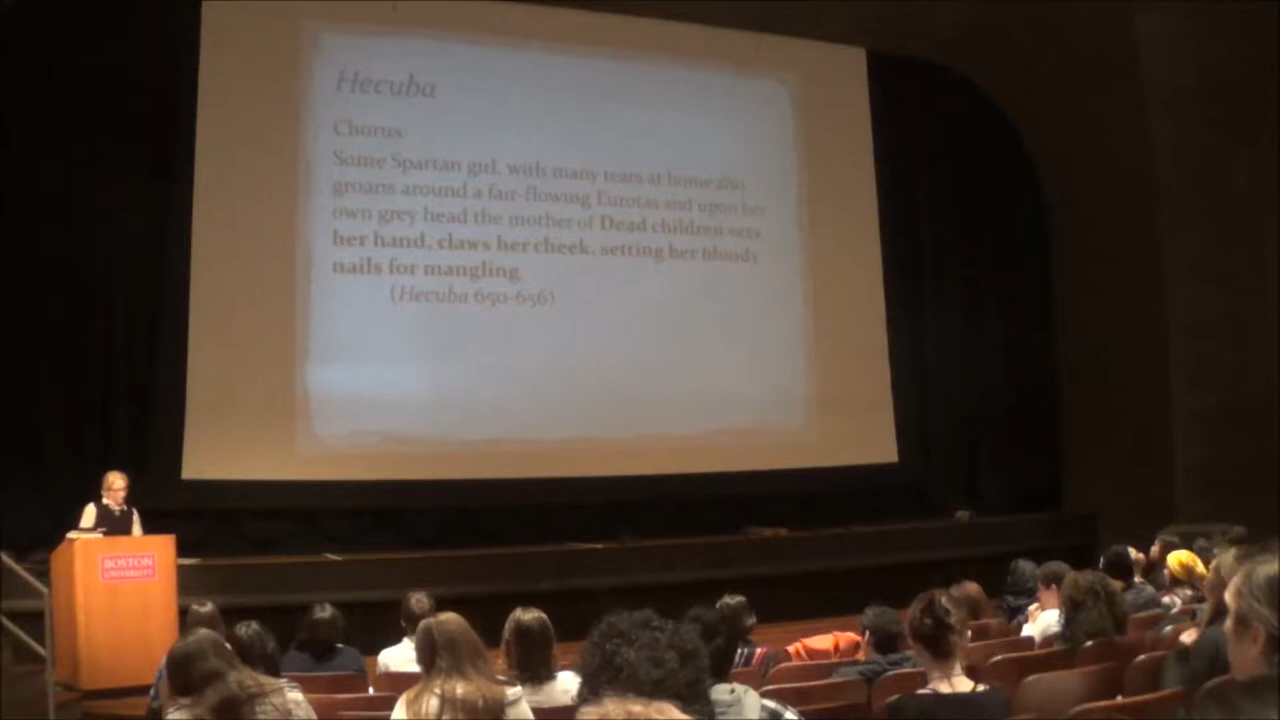 Hecuba
Chorus
Some Spartan girl, with many tears at home also
groans around a fair-flowing Eurotas and upon her
own grey head the mother of Dead children sets
her hand, claws her cheek, setting her bloody
nails for mangling
(Hecuba 650-656)
BOSTON
UNIVERSITY